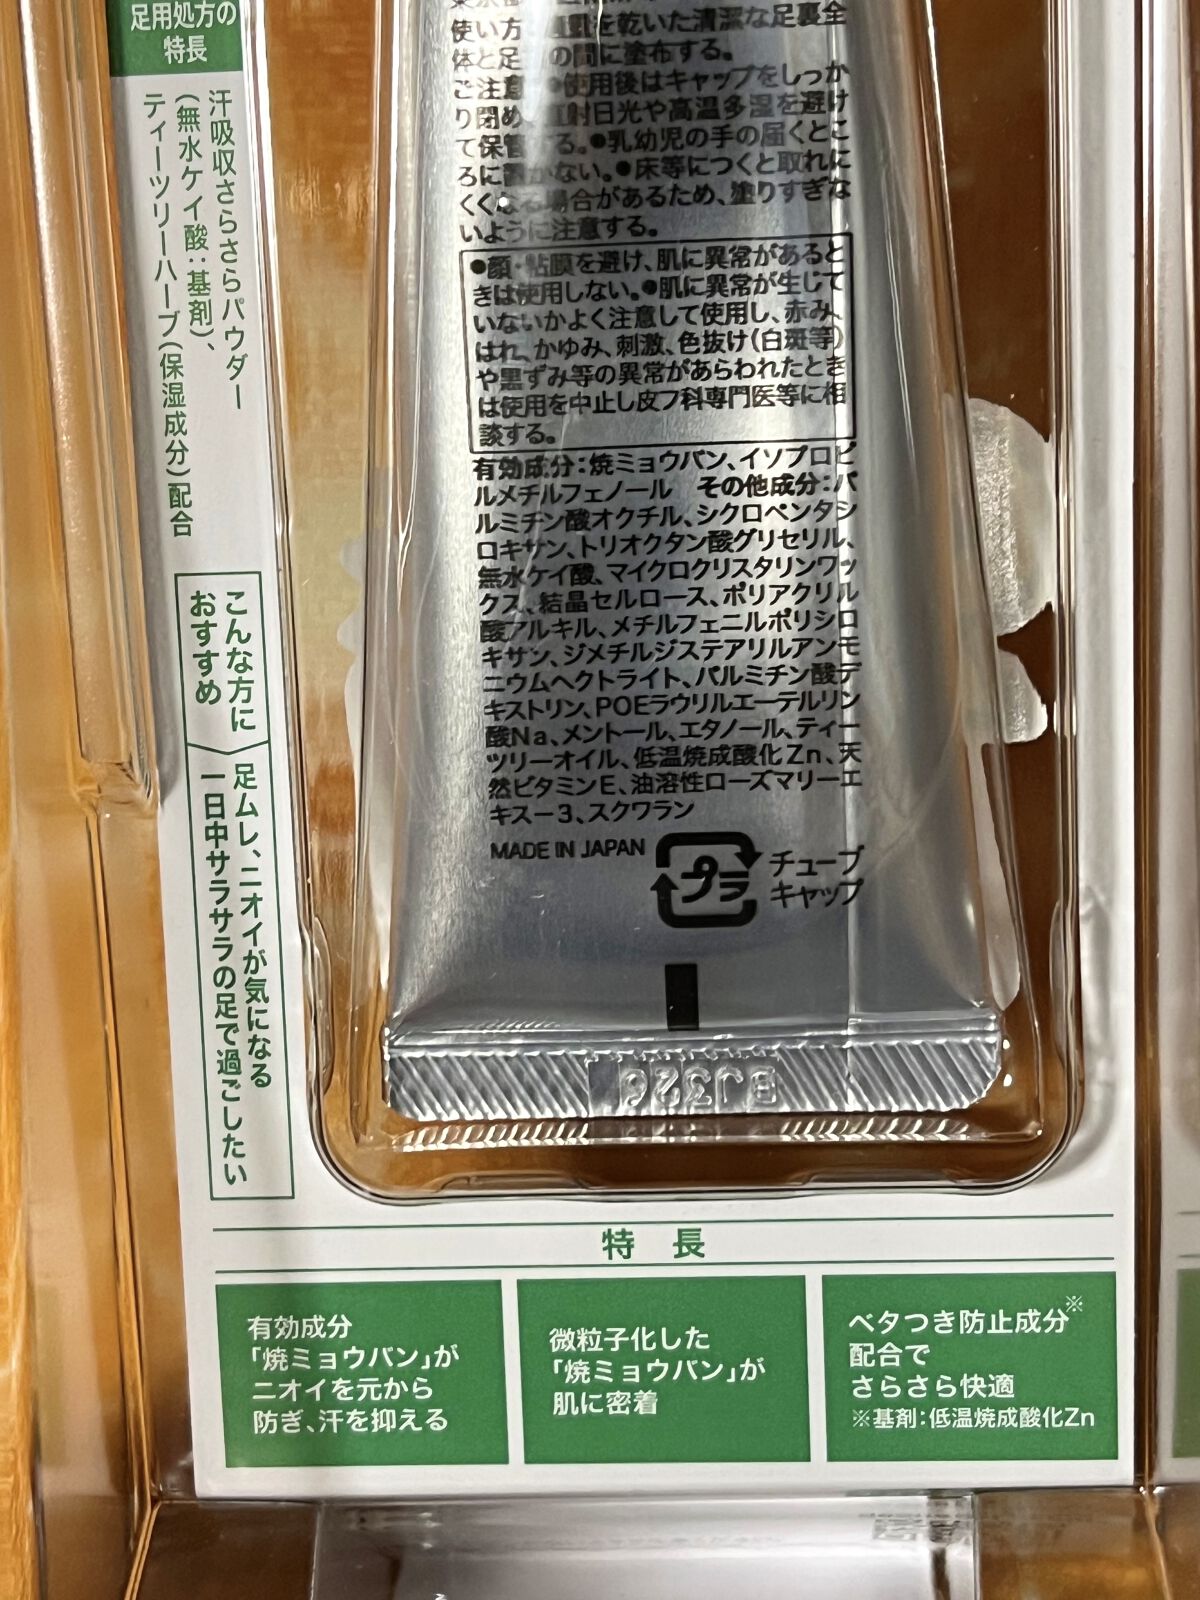 足用処方の
特長
汗吸収さらさらパウダー
(無水ケイ酸:基剤)、
ティーツリーハーブ(保湿成分)配合
こんな方に
おすすめ
足ムレ、ニオイが気になる
一日中サラサラの足で過ごしたい
使い方 を乾いた清潔な足裏全
体と足 の間に塗布する。
ご注意 ●使用後はキャップをしっか
り閉め、直射日光や高温多湿を避け
て保管する。●乳幼児の手の届くとこ
ろに置かない。●床等につくと取れに
くくなる場合があるため、塗りすぎな
いように注意する。
●顔・粘膜を避け、肌に異常があると
きは使用しない。●肌に異常が生じて
いないかよく注意して使用し、赤み、
はれ、かゆみ、刺激、色抜け(白斑等)
や黒ずみ等の異常があらわれたとき
は使用を中止し皮フ科専門医等に相
談する。
有効成分:焼ミョウバン、イソプロピ
ルメチルフェノール その他成分:パ
ルミチン酸オクチル、シクロペンタシ
ロキサン、トリオクタン酸グリセリル、
無水ケイ酸、マイクロクリスタリンワッ
クス、結晶セルロース、ポリアクリル
酸アルキル、メチルフェニルポリシロ
キサン、ジメチルジステアリルアンモ
ニウムヘクトライト、パルミチン酸デ
キストリン、POEラウリルエーテルリン
酸Na、メントール、エタノール、ティー
ツリーオイル、低温焼成酸化Zn、天
然ビタミンE、油溶性ローズマリーエ
キス-3、スクワラン
MADE IN JAPAN
プラ
チューブ
キャップ
特 長
有効成分
「焼ミョウバン」が
ニオイを元から
防ぎ、汗を抑える
微粒子化した
「焼ミョウバン」が
肌に密着
ベタつき防止成分※
配合で
さらさら快適
※基剤:低温焼成酸化Zn